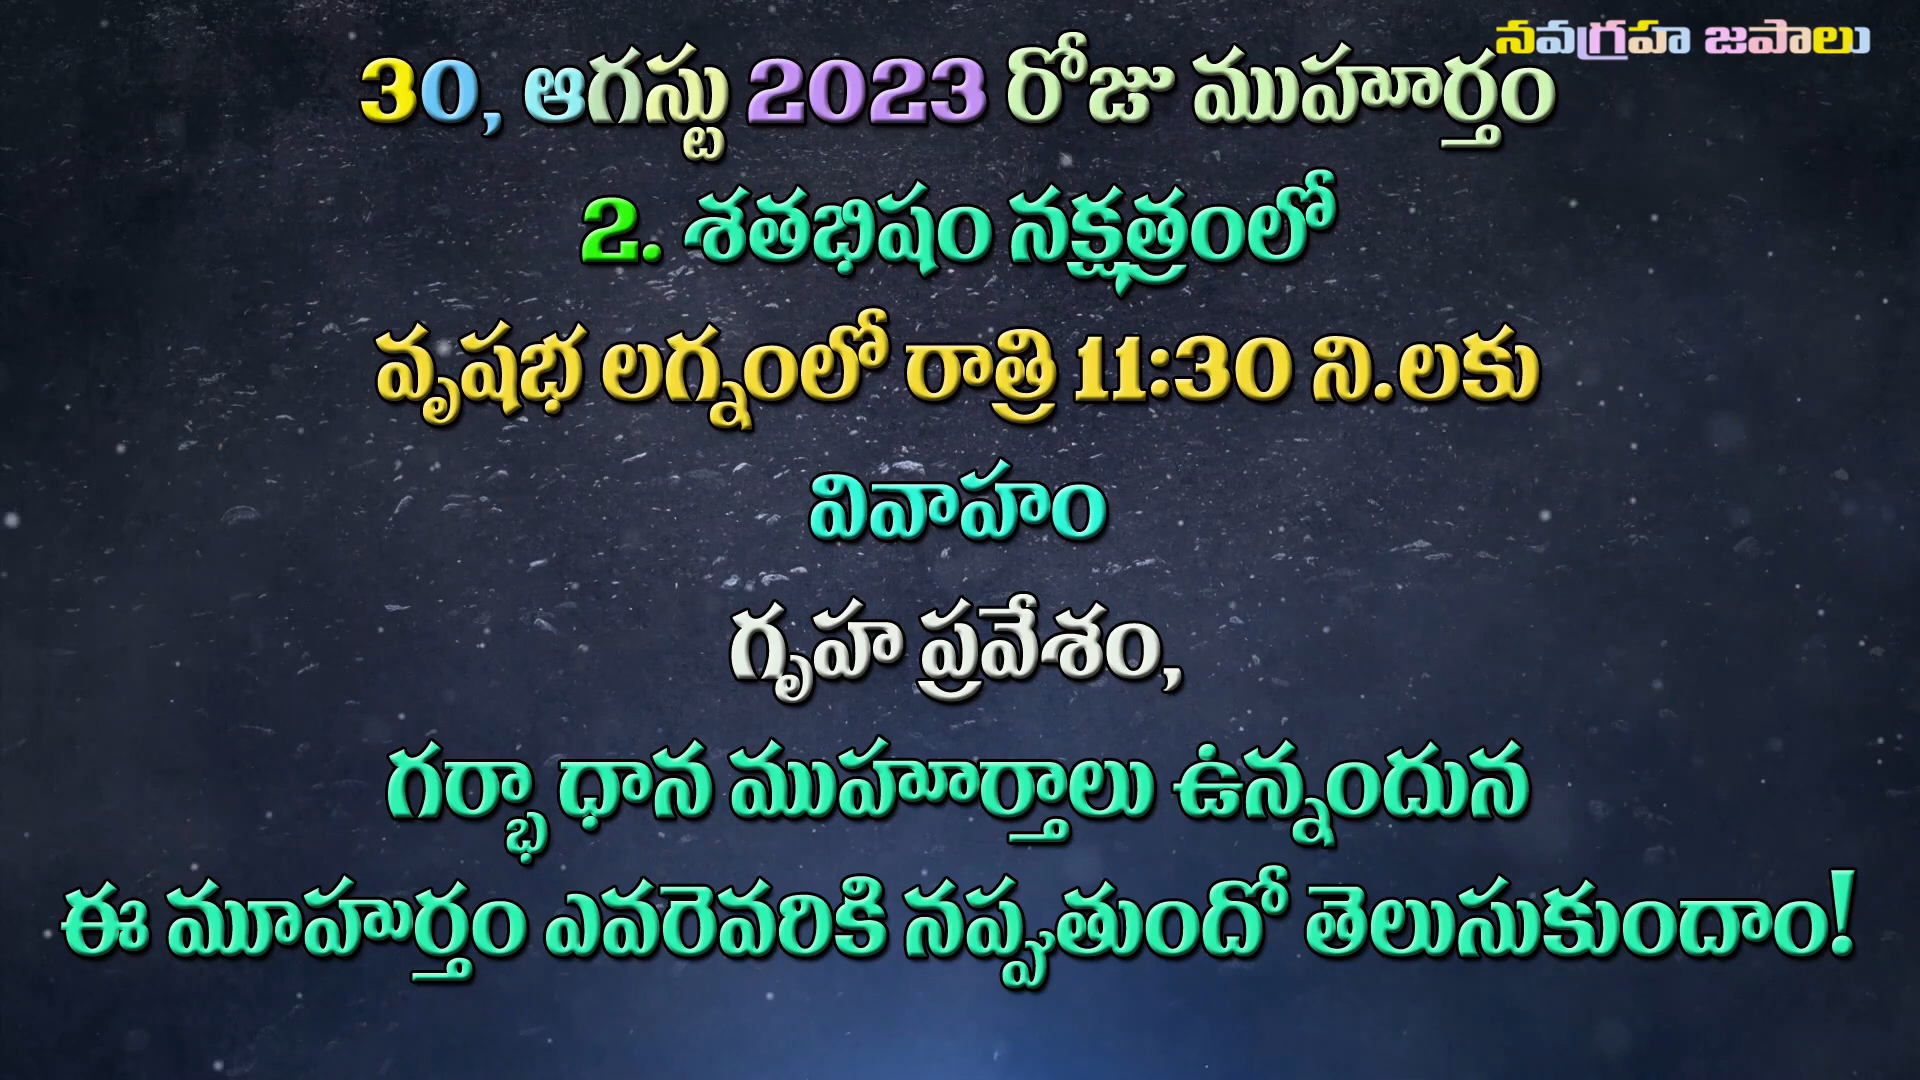 నవగ్రహ జపాలు
30, ఆగస్టు 2023 రోజు ముహూర్తం
2. శతభిషం నక్షత్రంలో
వృషభ లగ్నంలో రాత్రి 11:30 ని.లకు
వివాహం
గృహ ప్రవేశం,
గర్భా ధాన ముహూర్తాలు ఉన్నందున
ఈ మూహుర్తం ఎవరెవరికి నప్పుతుందో తెలుసుకుందాం!